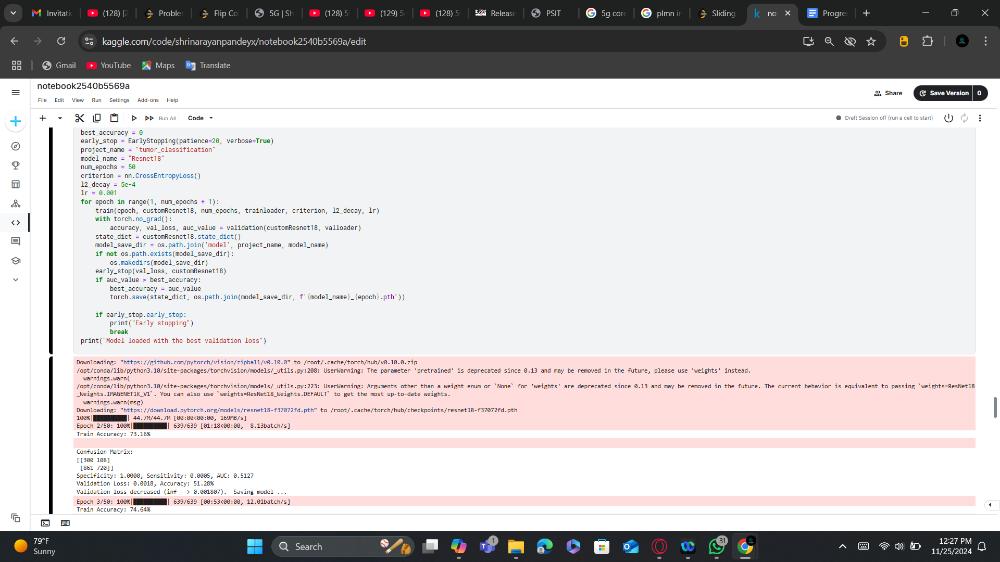 Invitatio
(128) [2
Problem
Flip Co
5G | Sh
(128) 5
(129) 5
(128) 5
Release
PSIT
5g core
plmn in
Sliding
no
Progres
kaggle.com/code/shrinarayanpandeyx/notebook2540b5569a/edit
Gmail YouTube Maps Translate
notebook2540b5569a
File Edit View Run Settings Add-ons Help
Share
Save Version 0
Run All Code
Draft Session off (run a cell to start)
best_accuracy = 0
early_stop = EarlyStopping(patience=20, verbose=True)
project_name = "tumor_classification"
model_name = "Resnet18"
num_epochs = 50
criterion = nn.CrossEntropyLoss()
l2_decay = 5e-4
lr = 0.001
for epoch in range(1, num_epochs + 1):
    train(epoch, customResnet18, num_epochs, trainloader, criterion, l2_decay, lr)
    with torch.no_grad():
        accuracy, val_loss, auc_value = validation(customResnet18, valloader)
    state_dict = customResnet18.state_dict()
    model_save_dir = os.path.join('model', project_name, model_name)
    if not os.path.exists(model_save_dir):
        os.makedirs(model_save_dir)
    early_stop(val_loss, customResnet18)
    if auc_value > best_accuracy:
        best_accuracy = auc_value
        torch.save(state_dict, os.path.join(model_save_dir, f'{model_name}_{epoch}.pth'))
    if early_stop.early_stop:
        print("Early stopping")
        break
print("Model loaded with the best validation loss")
Downloading: "https://github.com/pytorch/vision/zipball/v0.10.0" to /root/.cache/torch/hub/v0.10.0.zip
/opt/conda/lib/python3.10/site-packages/torchvision/models/_utils.py:208: UserWarning: The parameter 'pretrained' is deprecated since 0.13 and may be removed in the future, please use 'weights' instead.
  warnings.warn(
/opt/conda/lib/python3.10/site-packages/torchvision/models/_utils.py:223: UserWarning: Arguments other than a weight enum or `None` for 'weights' are deprecated since 0.13 and may be removed in the future. The current behavior is equivalent to passing `weights=ResNet18
_Weights.IMAGENET1K_V1`. You can also use `weights=ResNet18_Weights.DEFAULT` to get the most up-to-date weights.
  warnings.warn(msg)
Downloading: "https://download.pytorch.org/models/resnet18-f37072fd.pth" to /root/.cache/torch/hub/checkpoints/resnet18-f37072fd.pth
100%|██████████| 44.7M/44.7M [00:00<00:00, 169MB/s]
Epoch 2/50: 100%|██████████| 639/639 [01:18<00:00,  8.13batch/s]
Train Accuracy: 73.16%
Confusion Matrix:
[[300 108]
 [861 720]]
Specificity: 1.0000, Sensitivity: 0.0005, AUC: 0.5127
Validation Loss: 0.0018, Accuracy: 51.28%
Validation loss decreased (inf --> 0.001807).  Saving model ...
Epoch 3/50: 100%|██████████| 639/639 [00:53<00:00, 12.01batch/s]
Train Accuracy: 74.64%
79°F
Sunny
Search
1
31
12:27 PM
11/25/2024